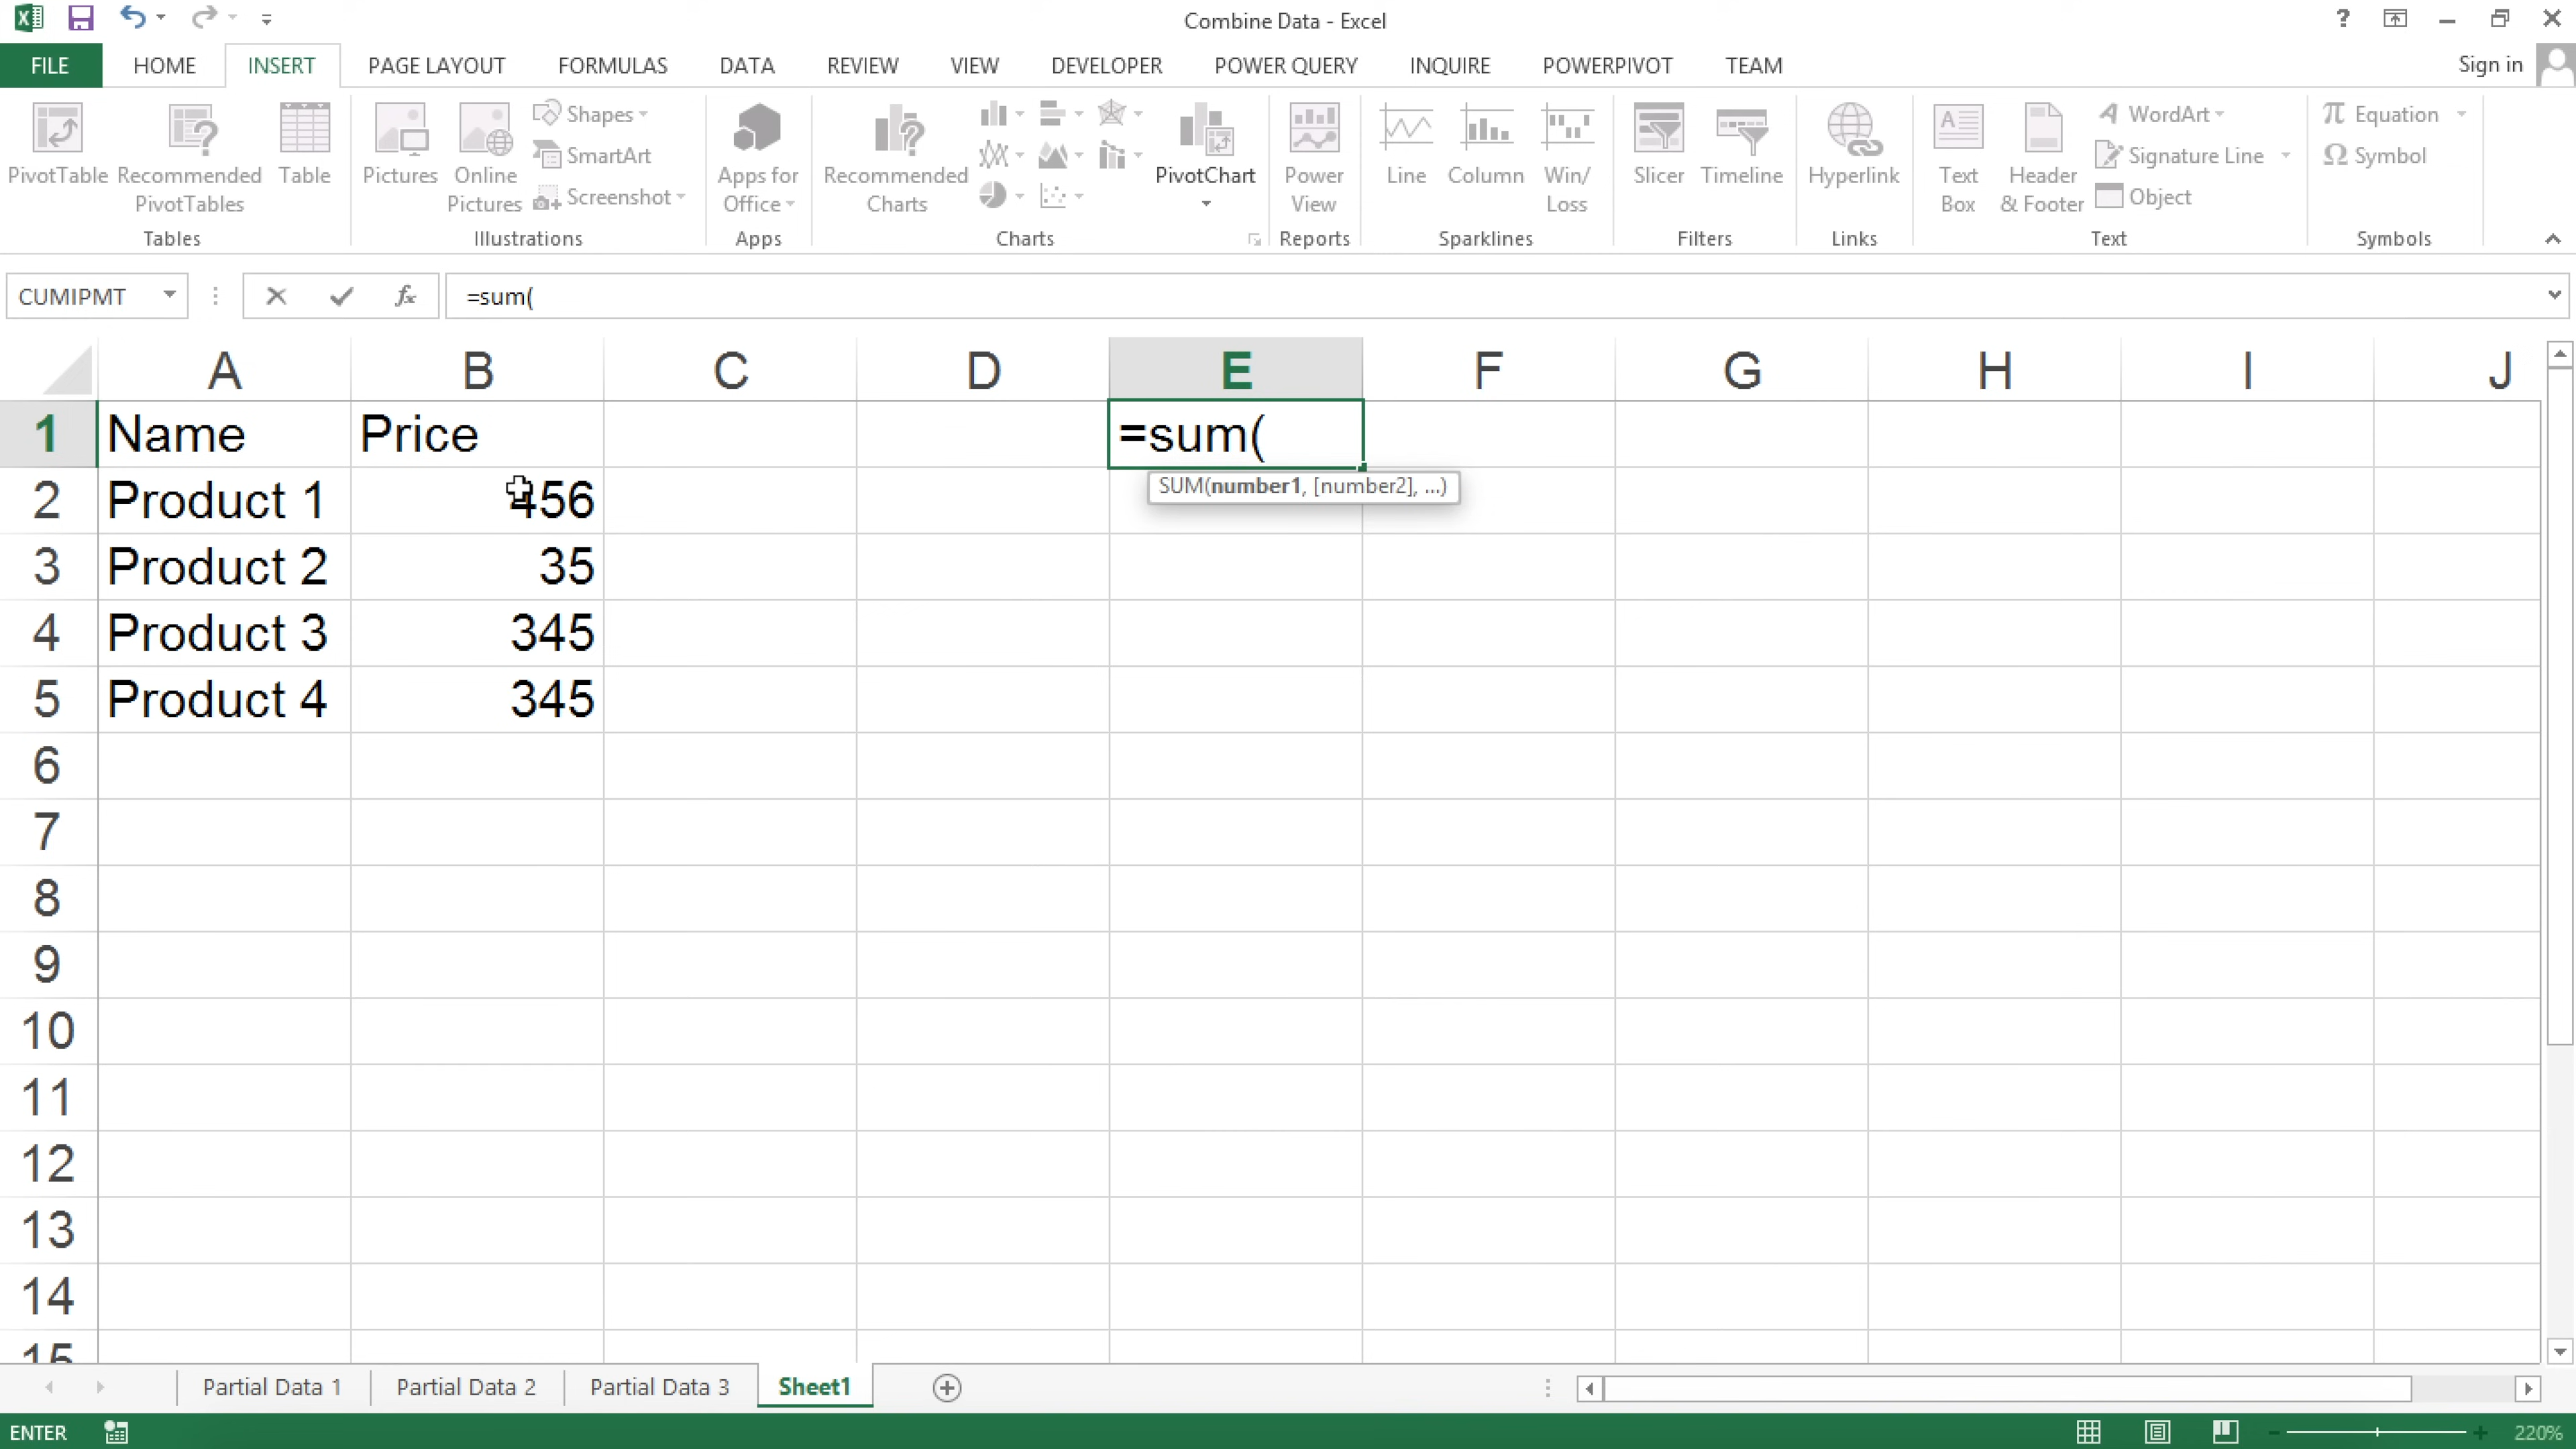 Combine Data - Excel
FILE HOME INSERT PAGE LAYOUT FORMULAS DATA REVIEW VIEW DEVELOPER POWER QUERY INQUIRE POWERPIVOT TEAM Sign in
PivotTable Recommended PivotTables Table
Tables
Pictures Online Pictures Shapes SmartArt Screenshot
Illustrations
Apps for Office
Apps
Recommended Charts PivotChart
Charts
Power View
Reports
Line Column Win/Loss
Sparklines
Slicer Timeline
Filters
Hyperlink
Links
Text Box Header & Footer WordArt Signature Line Object
Text
Equation Symbol
Symbols
CUMIPMT fx =sum(
A B C D E F G H I J
1 Name Price =sum(
SUM(number1, [number2], ...)
2 Product 1 456
3 Product 2 35
4 Product 3 345
5 Product 4 345
6
7
8
9
10
11
12
13
14
15
Partial Data 1 Partial Data 2 Partial Data 3 Sheet1
ENTER 220%